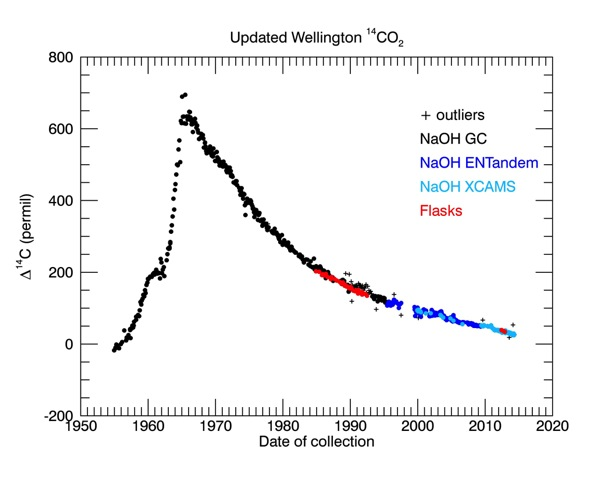 Updated Wellington ¹⁴CO₂
800
600
400
200
0
-200
Δ¹⁴C (permil)
+ outliers
NaOH GC
NaOH ENTandem
NaOH XCAMS
Flasks
1950 1960 1970 1980 1990 2000 2010 2020
Date of collection